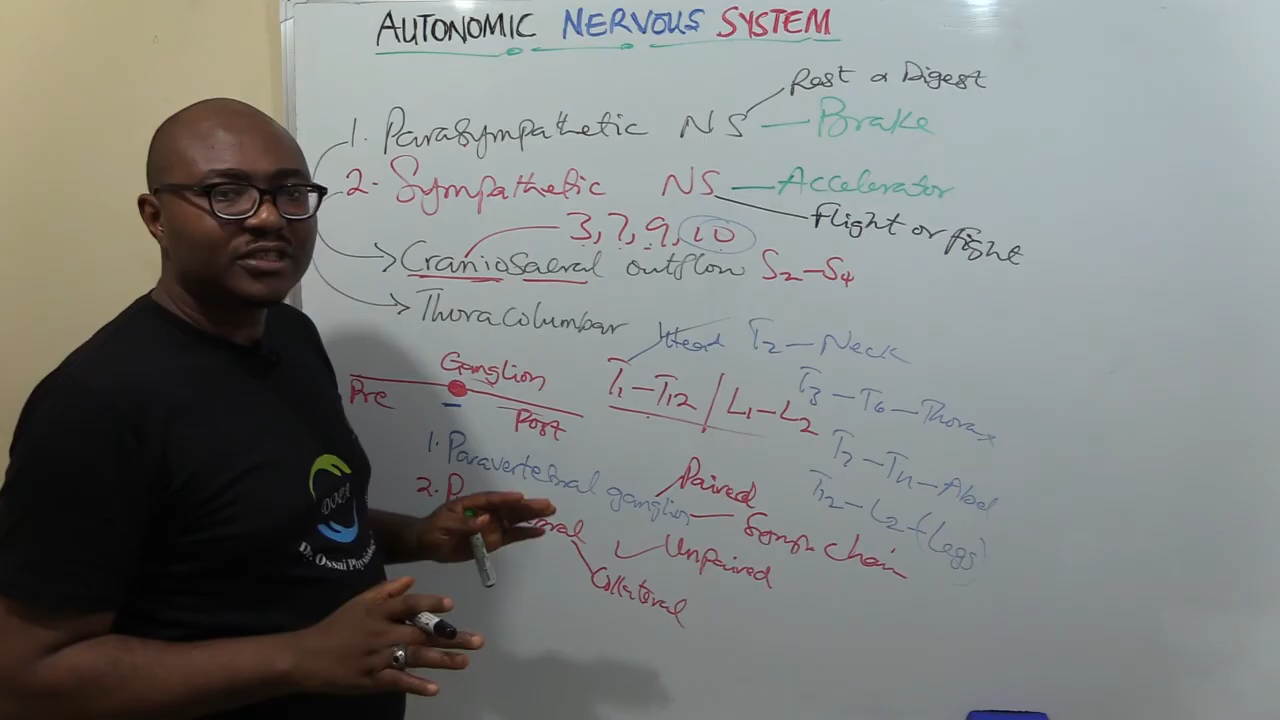 AUTONOMIC NERVOUS SYSTEM
Rest & Digest
1. Parasympathetic NS — Brake
2. Sympathetic NS — Accelerator
Flight or fight
3, 7, 9, 10
Craniosacral outflow S2–S4
Thoracolumbar
Head T2 – Neck
Ganglion
T1–T12 / L1–L2
T3 – T6 – Thorax
Pre
Post
T7 – T11 – Abd
1. Paravertebral ganglion
Paired
T12 – L2 – (Legs)
2. P
Symp. chain
Unpaired
Collateral
DOPA
Dr. Ossai